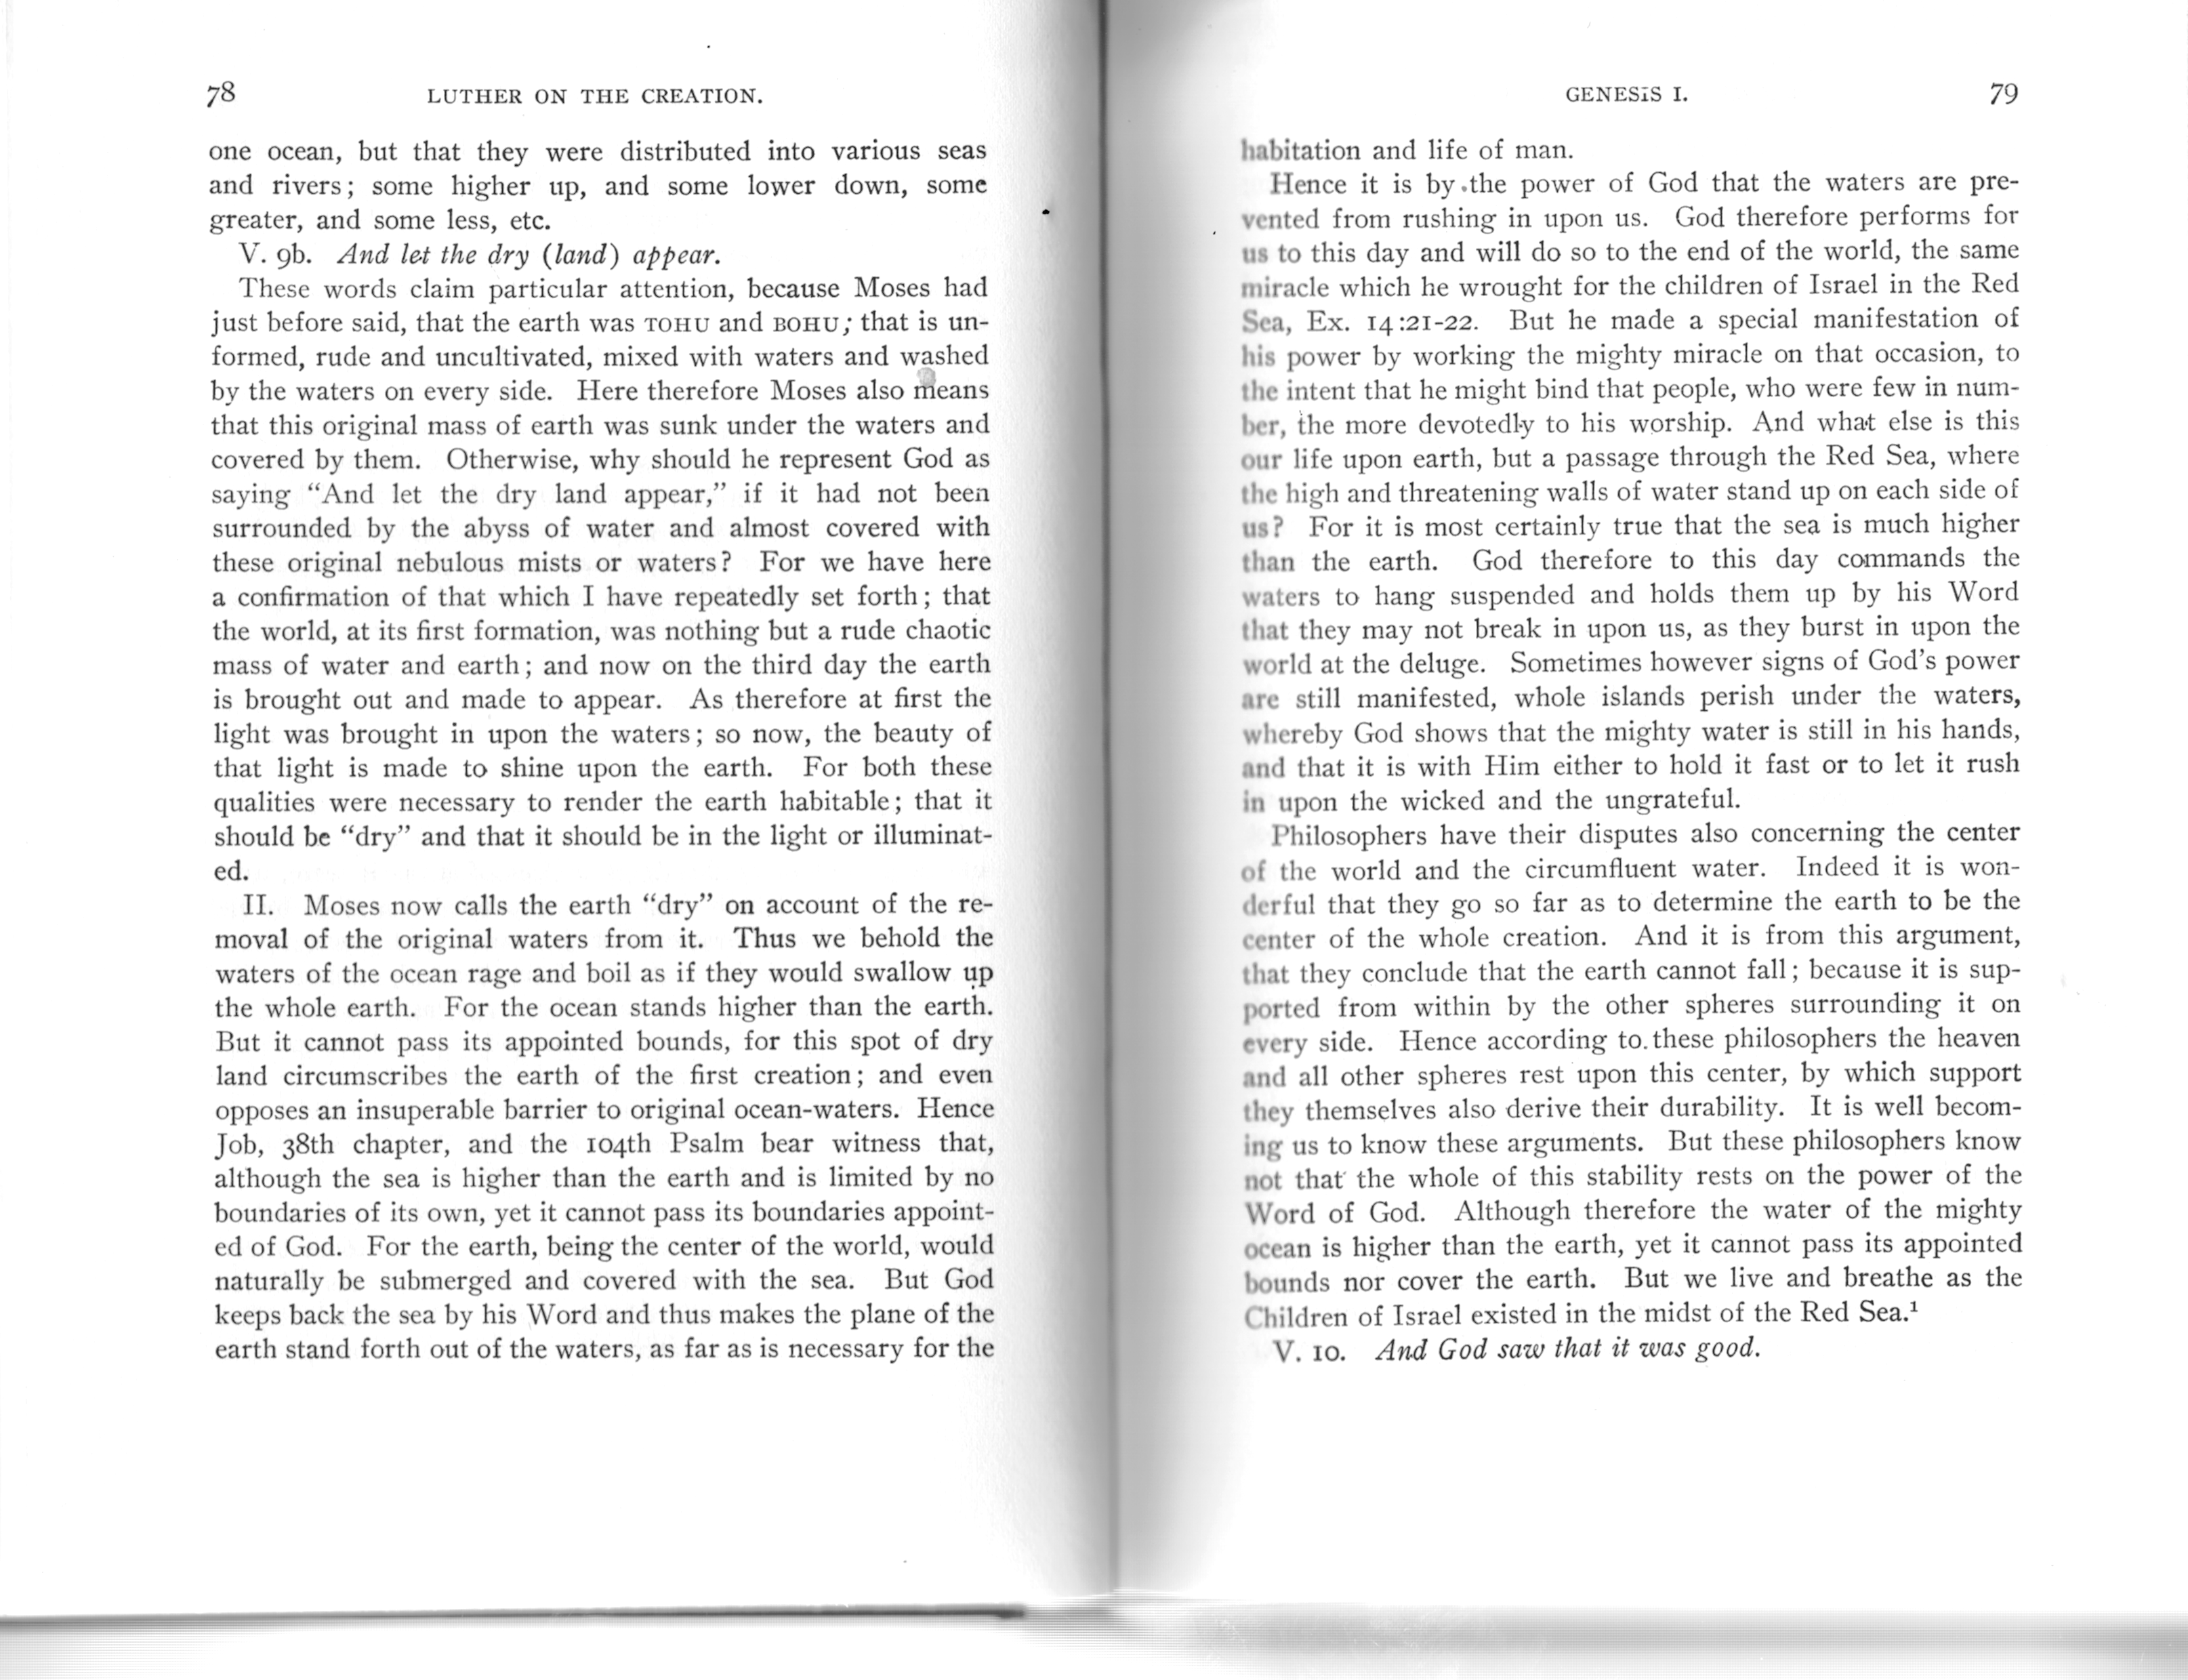 78 LUTHER ON THE CREATION.
one ocean, but that they were distributed into various seas
and rivers; some higher up, and some lower down, some
greater, and some less, etc.
V. 9b. And let the dry (land) appear.
These words claim particular attention, because Moses had
just before said, that the earth was TOHU and BOHU; that is un-
formed, rude and uncultivated, mixed with waters and washed
by the waters on every side. Here therefore Moses also means
that this original mass of earth was sunk under the waters and
covered by them. Otherwise, why should he represent God as
saying “And let the dry land appear,” if it had not been
surrounded by the abyss of water and almost covered with
these original nebulous mists or waters? For we have here
a confirmation of that which I have repeatedly set forth; that
the world, at its first formation, was nothing but a rude chaotic
mass of water and earth; and now on the third day the earth
is brought out and made to appear. As therefore at first the
light was brought in upon the waters; so now, the beauty of
that light is made to shine upon the earth. For both these
qualities were necessary to render the earth habitable; that it
should be “dry” and that it should be in the light or illuminat-
ed.
II. Moses now calls the earth “dry” on account of the re-
moval of the original waters from it. Thus we behold the
waters of the ocean rage and boil as if they would swallow up
the whole earth. For the ocean stands higher than the earth.
But it cannot pass its appointed bounds, for this spot of dry
land circumscribes the earth of the first creation; and even
opposes an insuperable barrier to original ocean-waters. Hence
Job, 38th chapter, and the 104th Psalm bear witness that,
although the sea is higher than the earth and is limited by no
boundaries of its own, yet it cannot pass its boundaries appoint-
ed of God. For the earth, being the center of the world, would
naturally be submerged and covered with the sea. But God
keeps back the sea by his Word and thus makes the plane of the
earth stand forth out of the waters, as far as is necessary for the
GENESIS I. 79
habitation and life of man.
Hence it is by the power of God that the waters are pre-
vented from rushing in upon us. God therefore performs for
us to this day and will do so to the end of the world, the same
miracle which he wrought for the children of Israel in the Red
Sea, Ex. 14:21-22. But he made a special manifestation of
his power by working the mighty miracle on that occasion, to
the intent that he might bind that people, who were few in num-
ber, the more devotedly to his worship. And what else is this
our life upon earth, but a passage through the Red Sea, where
the high and threatening walls of water stand up on each side of
us? For it is most certainly true that the sea is much higher
than the earth. God therefore to this day commands the
waters to hang suspended and holds them up by his Word
that they may not break in upon us, as they burst in upon the
world at the deluge. Sometimes however signs of God’s power
are still manifested, whole islands perish under the waters,
whereby God shows that the mighty water is still in his hands,
and that it is with Him either to hold it fast or to let it rush
in upon the wicked and the ungrateful.
Philosophers have their disputes also concerning the center
of the world and the circumfluent water. Indeed it is won-
derful that they go so far as to determine the earth to be the
center of the whole creation. And it is from this argument,
that they conclude that the earth cannot fall; because it is sup-
ported from within by the other spheres surrounding it on
every side. Hence according to these philosophers the heaven
and all other spheres rest upon this center, by which support
they themselves also derive their durability. It is well becom-
ing us to know these arguments. But these philosophers know
not that the whole of this stability rests on the power of the
Word of God. Although therefore the water of the mighty
ocean is higher than the earth, yet it cannot pass its appointed
bounds nor cover the earth. But we live and breathe as the
Children of Israel existed in the midst of the Red Sea.¹
V. 10. And God saw that it was good.